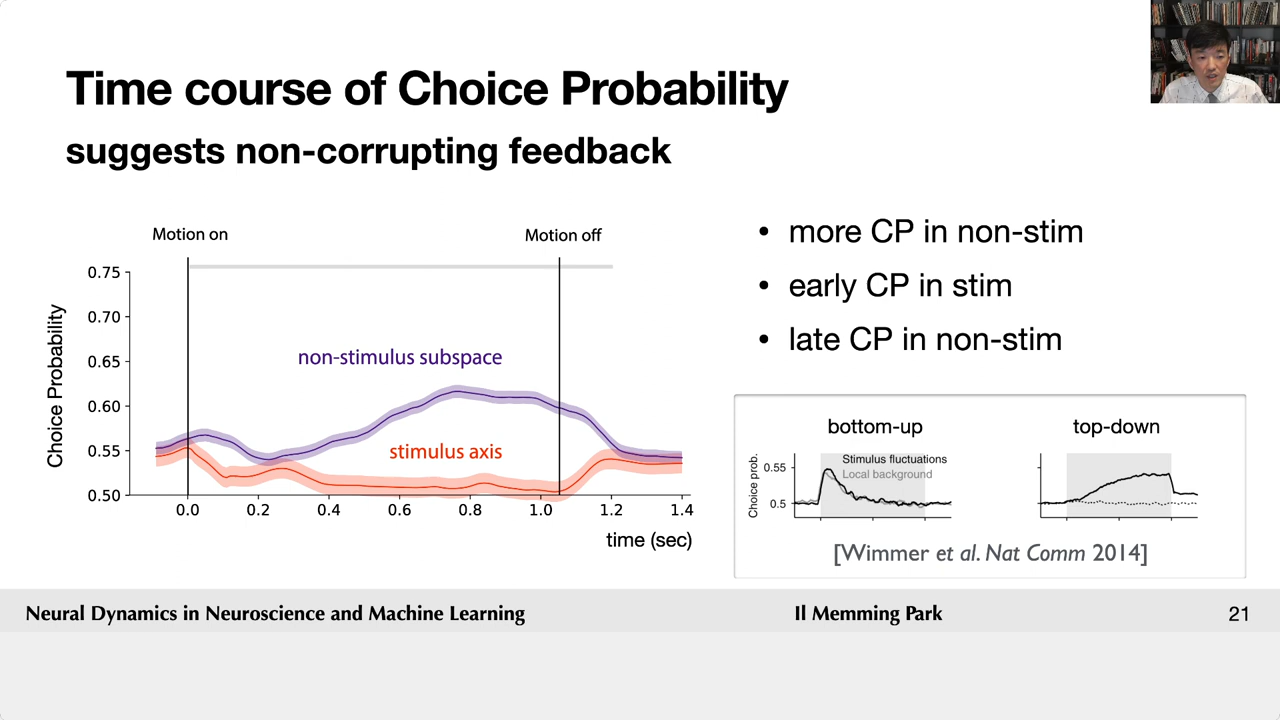 Time course of Choice Probability
suggests non-corrupting feedback
Motion on
Motion off
0.75
0.70
0.65
0.60
0.55
0.50
Choice Probability
non-stimulus subspace
stimulus axis
0.0 0.2 0.4 0.6 0.8 1.0 1.2 1.4
time (sec)
• more CP in non-stim
• early CP in stim
• late CP in non-stim
bottom-up
top-down
Choice prob.
0.55
0.5
Stimulus fluctuations
Local background
[Wimmer et al. Nat Comm 2014]
Neural Dynamics in Neuroscience and Machine Learning
Il Memming Park
21